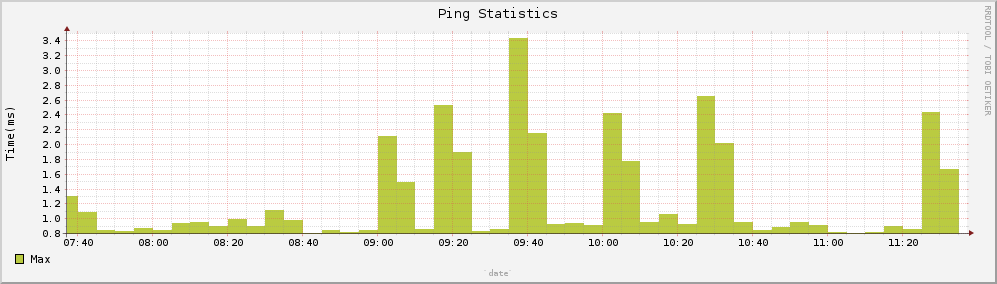 Ping Statistics
RRDTOOL / TOBI OETIKER
Time(ms)
3.4
3.2
3.0
2.8
2.6
2.4
2.2
2.0
1.8
1.6
1.4
1.2
1.0
0.8
07:40 08:00 08:20 08:40 09:00 09:20 09:40 10:00 10:20 10:40 11:00 11:20
Max
`date`